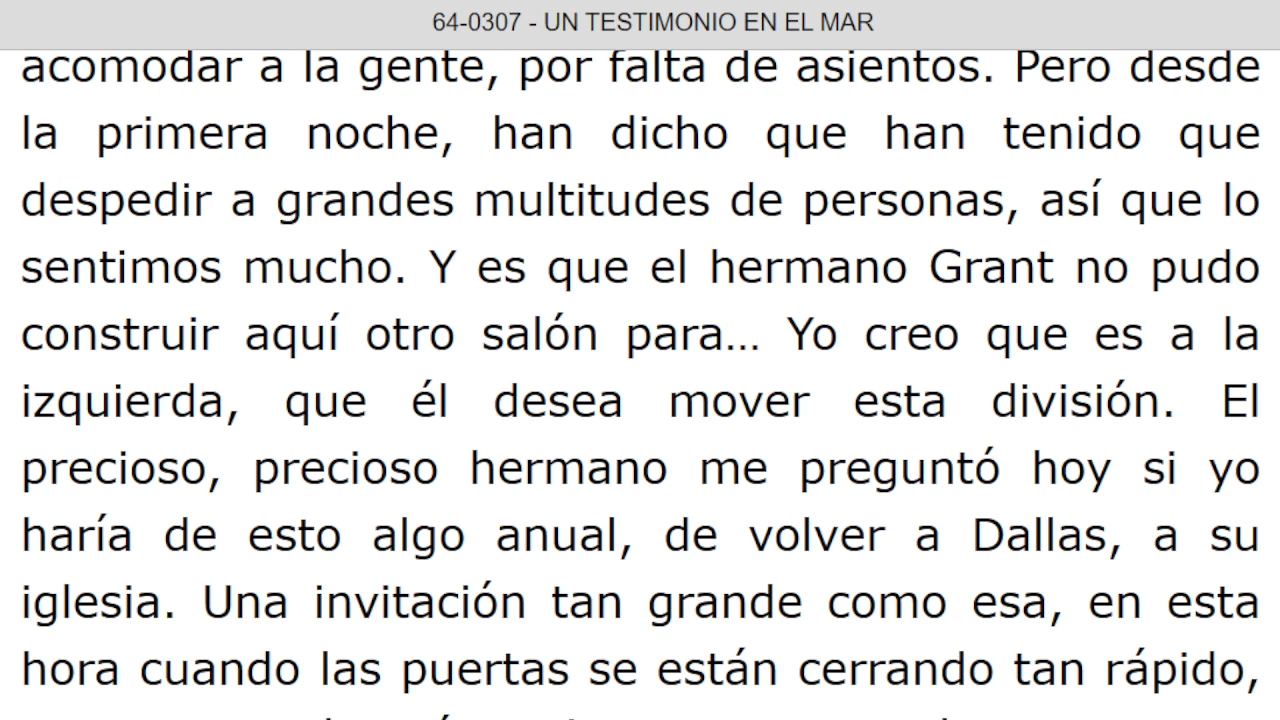 64-0307 - UN TESTIMONIO EN EL MAR
acomodar a la gente, por falta de asientos. Pero desde
la primera noche, han dicho que han tenido que
despedir a grandes multitudes de personas, así que lo
sentimos mucho. Y es que el hermano Grant no pudo
construir aquí otro salón para… Yo creo que es a la
izquierda, que él desea mover esta división. El
precioso, precioso hermano me preguntó hoy si yo
haría de esto algo anual, de volver a Dallas, a su
iglesia. Una invitación tan grande como esa, en esta
hora cuando las puertas se están cerrando tan rápido,